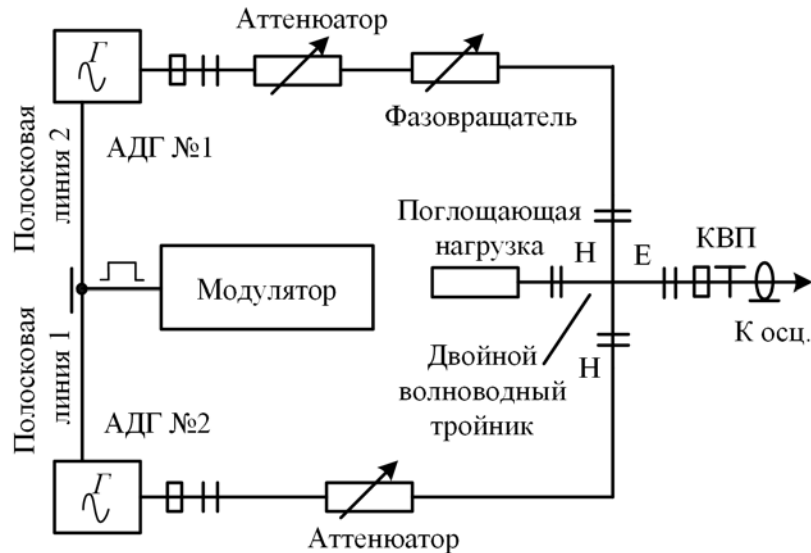 Аттенюатор
Г
Фазовращатель
АДГ №1
Полосковая
линия 2
Поглощающая
нагрузка
Н
Е
КВП
Модулятор
К осц.
Двойной
волноводный
тройник
Н
Полосковая
линия 1
АДГ №2
Г
Аттенюатор